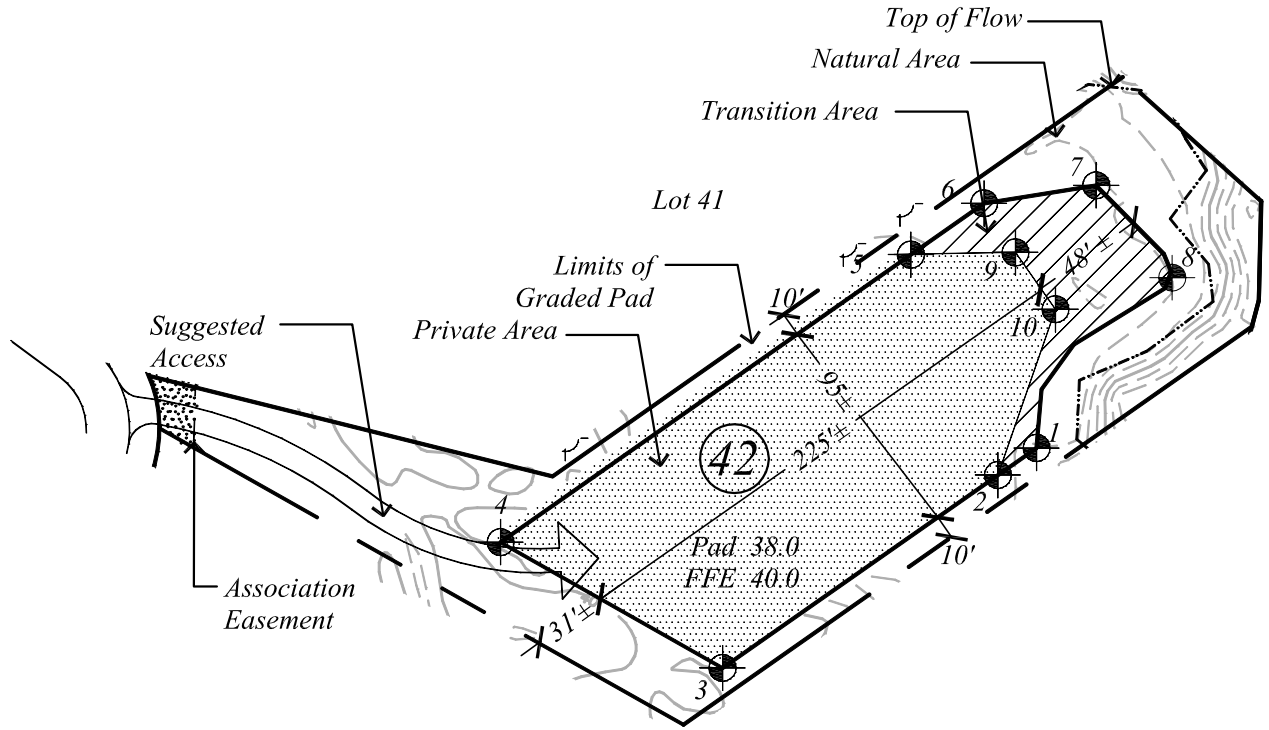 Top of Flow
Natural Area
Transition Area
7
6
Lot 41
8
5
9
48'±
Limits of
Graded Pad
10'
10
Suggested
Access
Private Area
95'±
1
42
225'±
2
4
Pad 38.0
FFE 40.0
10'
Association
Easement
31'±
3